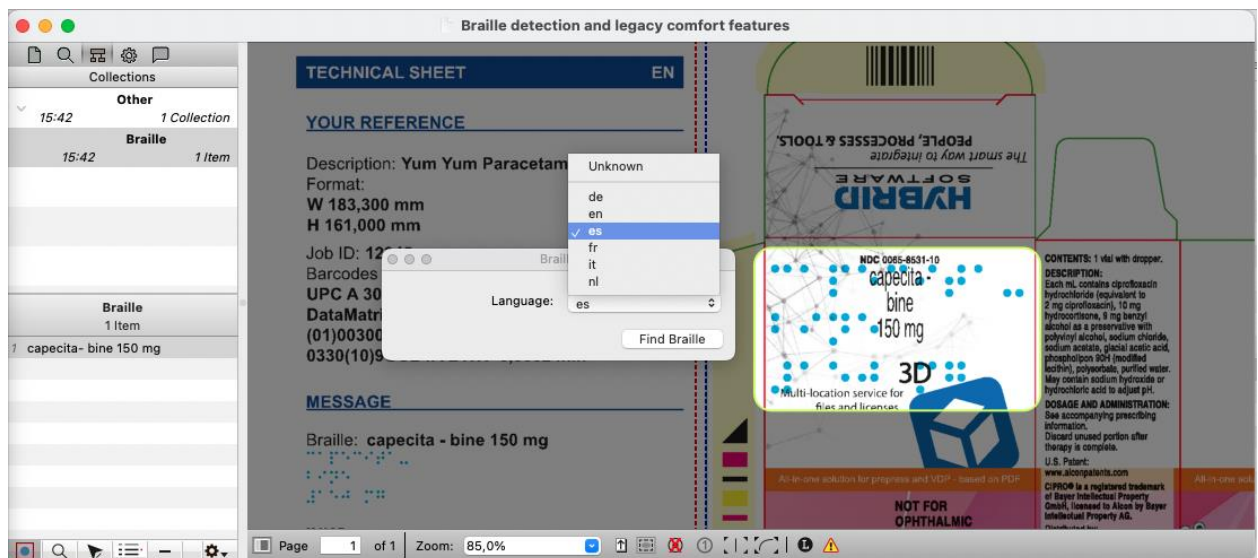 Braille detection and legacy comfort features
Collections
Other
15:42 1 Collection
Braille
15:42 1 Item
Braille
1 Item
1 capecita- bine 150 mg
TECHNICAL SHEET EN
YOUR REFERENCE
Description: Yum Yum Paracetam
Format:
W 183,300 mm
H 161,000 mm
Job ID: 12
Barcodes
UPC A 30
DataMatri
(01)00300
0330(10)9
MESSAGE
Braille: capecita - bine 150 mg
Braill
Language: es
Unknown
de
en
✓ es
fr
it
nl
Find Braille
The smart way to integrate
PEOPLE, PROCESSES & TOOLS.
HYBRID
SOFTWARE
NDC 0065-8531-10
capecita -
bine
150 mg
3D
Multi-location service for
files and licenses
All-in-one solution for prepress and VDP - based on PDF
NOT FOR
OPHTHALMIC
CONTENTS: 1 vial with dropper.
DESCRIPTION:
Each mL contains ciprofloxacin
hydrochloride (equivalent to
2 mg ciprofloxacin), 10 mg
hydrocortisone, 9 mg benzyl
alcohol as a preservative with
polyvinyl alcohol, sodium chloride,
sodium acetate, glacial acetic acid,
phospholipon 90H (modified
lecithin), polysorbate, purified water.
May contain sodium hydroxide or
hydrochloric acid to adjust pH.
DOSAGE AND ADMINISTRATION:
See accompanying prescribing
information.
Discard unused portion after
therapy is complete.
U.S. Patent:
www.alconpatents.com
CIPRO® is a registered trademark
of Bayer Intellectual Property
GmbH, licensed to Alcon by Bayer
Intellectual Property AG.
All-in-one sol
Page 1 of 1 Zoom: 85,0%